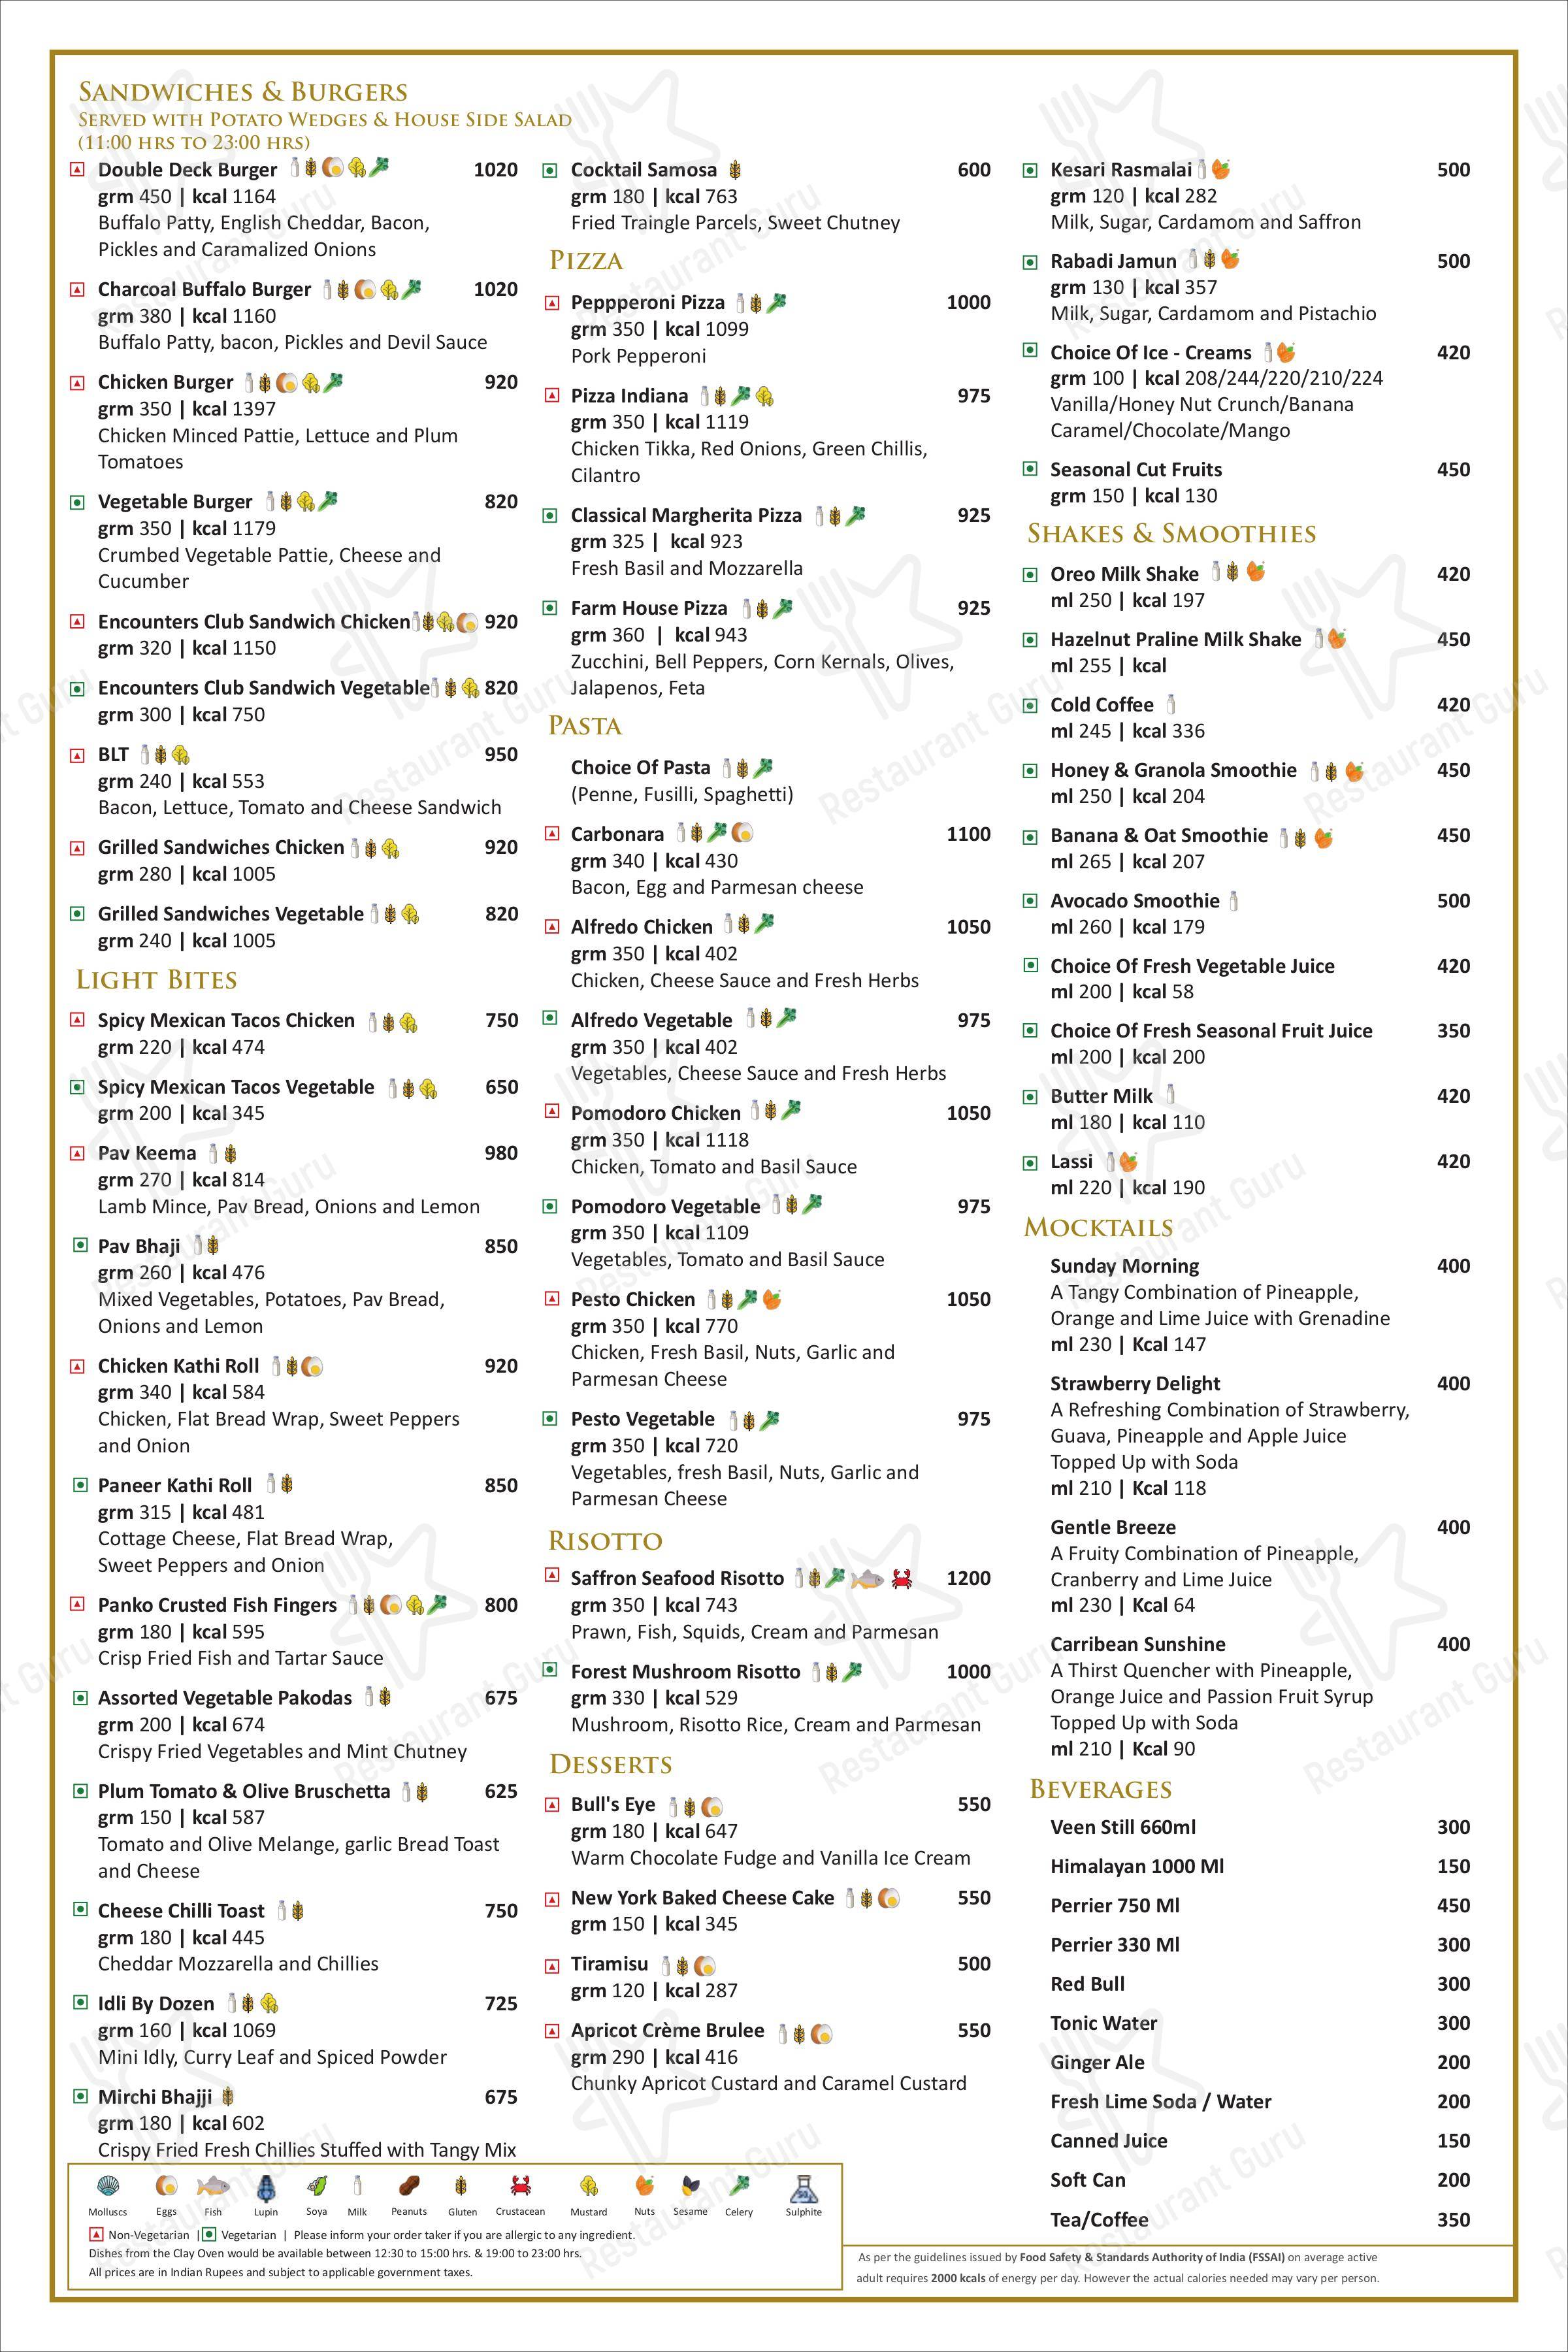 SANDWICHES & BURGERS
SERVED WITH POTATO WEDGES & HOUSE SIDE SALAD
(11:00 HRS TO 23:00 HRS)
Double Deck Burger 1020
grm 450 | kcal 1164
Buffalo Patty, English Cheddar, Bacon,
Pickles and Caramalized Onions
Charcoal Buffalo Burger 1020
grm 380 | kcal 1160
Buffalo Patty, bacon, Pickles and Devil Sauce
Chicken Burger 920
grm 350 | kcal 1397
Chicken Minced Pattie, Lettuce and Plum
Tomatoes
Vegetable Burger 820
grm 350 | kcal 1179
Crumbed Vegetable Pattie, Cheese and
Cucumber
Encounters Club Sandwich Chicken 920
grm 320 | kcal 1150
Encounters Club Sandwich Vegetable 820
grm 300 | kcal 750
BLT 950
grm 240 | kcal 553
Bacon, Lettuce, Tomato and Cheese Sandwich
Grilled Sandwiches Chicken 920
grm 280 | kcal 1005
Grilled Sandwiches Vegetable 820
grm 240 | kcal 1005
LIGHT BITES
Spicy Mexican Tacos Chicken 750
grm 220 | kcal 474
Spicy Mexican Tacos Vegetable 650
grm 200 | kcal 345
Pav Keema 980
grm 270 | kcal 814
Lamb Mince, Pav Bread, Onions and Lemon
Pav Bhaji 850
grm 260 | kcal 476
Mixed Vegetables, Potatoes, Pav Bread,
Onions and Lemon
Chicken Kathi Roll 920
grm 340 | kcal 584
Chicken, Flat Bread Wrap, Sweet Peppers
and Onion
Paneer Kathi Roll 850
grm 315 | kcal 481
Cottage Cheese, Flat Bread Wrap,
Sweet Peppers and Onion
Panko Crusted Fish Fingers 800
grm 180 | kcal 595
Crisp Fried Fish and Tartar Sauce
Assorted Vegetable Pakodas 675
grm 200 | kcal 674
Crispy Fried Vegetables and Mint Chutney
Plum Tomato & Olive Bruschetta 625
grm 150 | kcal 587
Tomato and Olive Melange, garlic Bread Toast
and Cheese
Cheese Chilli Toast 750
grm 180 | kcal 445
Cheddar Mozzarella and Chillies
Idli By Dozen 725
grm 160 | kcal 1069
Mini Idly, Curry Leaf and Spiced Powder
Mirchi Bhajji 675
grm 180 | kcal 602
Crispy Fried Fresh Chillies Stuffed with Tangy Mix
Cocktail Samosa 600
grm 180 | kcal 763
Fried Traingle Parcels, Sweet Chutney
PIZZA
Peppperoni Pizza 1000
grm 350 | kcal 1099
Pork Pepperoni
Pizza Indiana 975
grm 350 | kcal 1119
Chicken Tikka, Red Onions, Green Chillis,
Cilantro
Classical Margherita Pizza 925
grm 325 | kcal 923
Fresh Basil and Mozzarella
Farm House Pizza 925
grm 360 | kcal 943
Zucchini, Bell Peppers, Corn Kernals, Olives,
Jalapenos, Feta
PASTA
Choice Of Pasta
(Penne, Fusilli, Spaghetti)
Carbonara 1100
grm 340 | kcal 430
Bacon, Egg and Parmesan cheese
Alfredo Chicken 1050
grm 350 | kcal 402
Chicken, Cheese Sauce and Fresh Herbs
Alfredo Vegetable 975
grm 350 | kcal 402
Vegetables, Cheese Sauce and Fresh Herbs
Pomodoro Chicken 1050
grm 350 | kcal 1118
Chicken, Tomato and Basil Sauce
Pomodoro Vegetable 975
grm 350 | kcal 1109
Vegetables, Tomato and Basil Sauce
Pesto Chicken 1050
grm 350 | kcal 770
Chicken, Fresh Basil, Nuts, Garlic and
Parmesan Cheese
Pesto Vegetable 975
grm 350 | kcal 720
Vegetables, fresh Basil, Nuts, Garlic and
Parmesan Cheese
RISOTTO
Saffron Seafood Risotto 1200
grm 350 | kcal 743
Prawn, Fish, Squids, Cream and Parmesan
Forest Mushroom Risotto 1000
grm 330 | kcal 529
Mushroom, Risotto Rice, Cream and Parmesan
DESSERTS
Bull's Eye 550
grm 180 | kcal 647
Warm Chocolate Fudge and Vanilla Ice Cream
New York Baked Cheese Cake 550
grm 150 | kcal 345
Tiramisu 500
grm 120 | kcal 287
Apricot Crème Brulee 550
grm 290 | kcal 416
Chunky Apricot Custard and Caramel Custard
Kesari Rasmalai 500
grm 120 | kcal 282
Milk, Sugar, Cardamom and Saffron
Rabadi Jamun 500
grm 130 | kcal 357
Milk, Sugar, Cardamom and Pistachio
Choice Of Ice - Creams 420
grm 100 | kcal 208/244/220/210/224
Vanilla/Honey Nut Crunch/Banana
Caramel/Chocolate/Mango
Seasonal Cut Fruits 450
grm 150 | kcal 130
SHAKES & SMOOTHIES
Oreo Milk Shake 420
ml 250 | kcal 197
Hazelnut Praline Milk Shake 450
ml 255 | kcal
Cold Coffee 420
ml 245 | kcal 336
Honey & Granola Smoothie 450
ml 250 | kcal 204
Banana & Oat Smoothie 450
ml 265 | kcal 207
Avocado Smoothie 500
ml 260 | kcal 179
Choice Of Fresh Vegetable Juice 420
ml 200 | kcal 58
Choice Of Fresh Seasonal Fruit Juice 350
ml 200 | kcal 200
Butter Milk 420
ml 180 | kcal 110
Lassi 420
ml 220 | kcal 190
MOCKTAILS
Sunday Morning 400
A Tangy Combination of Pineapple,
Orange and Lime Juice with Grenadine
ml 230 | Kcal 147
Strawberry Delight 400
A Refreshing Combination of Strawberry,
Guava, Pineapple and Apple Juice
Topped Up with Soda
ml 210 | Kcal 118
Gentle Breeze 400
A Fruity Combination of Pineapple,
Cranberry and Lime Juice
ml 230 | Kcal 64
Carribean Sunshine 400
A Thirst Quencher with Pineapple,
Orange Juice and Passion Fruit Syrup
Topped Up with Soda
ml 210 | Kcal 90
BEVERAGES
Veen Still 660ml 300
Himalayan 1000 Ml 150
Perrier 750 Ml 450
Perrier 330 Ml 300
Red Bull 300
Tonic Water 300
Ginger Ale 200
Fresh Lime Soda / Water 200
Canned Juice 150
Soft Can 200
Tea/Coffee 350
Molluscs Eggs Fish Lupin Soya Milk Peanuts Gluten Crustacean Mustard Nuts Sesame Celery Sulphite
Non-Vegetarian | Vegetarian | Please inform your order taker if you are allergic to any ingredient.
Dishes from the Clay Oven would be available between 12:30 to 15:00 hrs. & 19:00 to 23:00 hrs.
All prices are in Indian Rupees and subject to applicable government taxes.
As per the guidelines issued by Food Safety & Standards Authority of India (FSSAI) on average active
adult requires 2000 kcals of energy per day. However the actual calories needed may vary per person.
Restaurant Guru